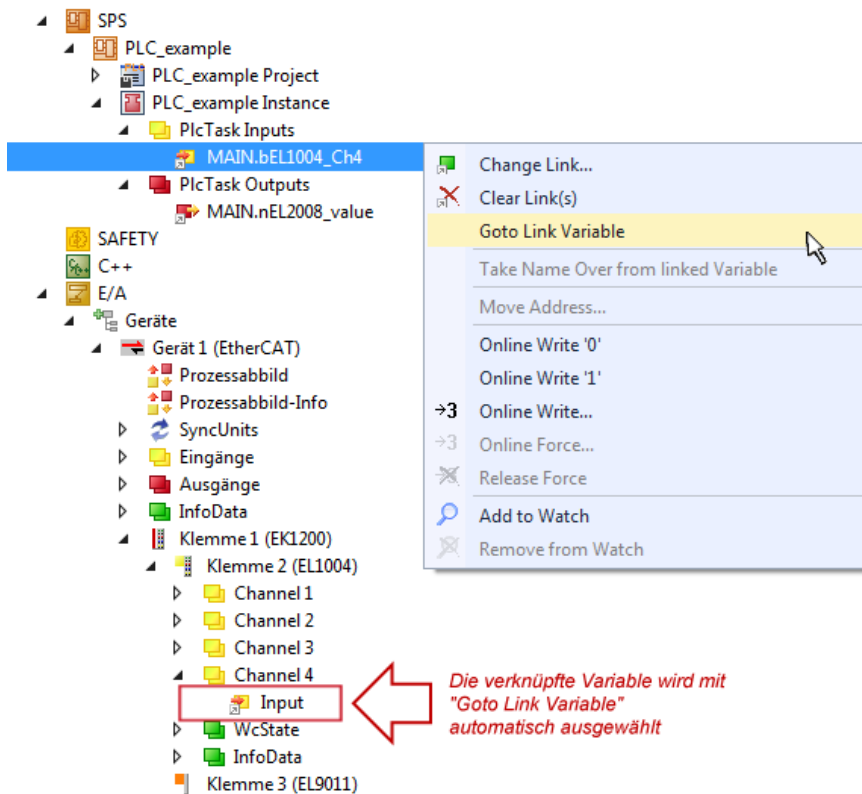 SPS
PLC_example
PLC_example Project
PLC_example Instance
PlcTask Inputs
MAIN.bEL1004_Ch4
PlcTask Outputs
MAIN.nEL2008_value
SAFETY
C++
E/A
Geräte
Gerät 1 (EtherCAT)
Prozessabbild
Prozessabbild-Info
SyncUnits
Eingänge
Ausgänge
InfoData
Klemme 1 (EK1200)
Klemme 2 (EL1004)
Channel 1
Channel 2
Channel 3
Channel 4
Input
WcState
InfoData
Klemme 3 (EL9011)
Change Link...
Clear Link(s)
Goto Link Variable
Take Name Over from linked Variable
Move Address...
Online Write '0'
Online Write '1'
→3 Online Write...
→3 Online Force...
Release Force
Add to Watch
Remove from Watch
Die verknüpfte Variable wird mit
"Goto Link Variable"
automatisch ausgewählt